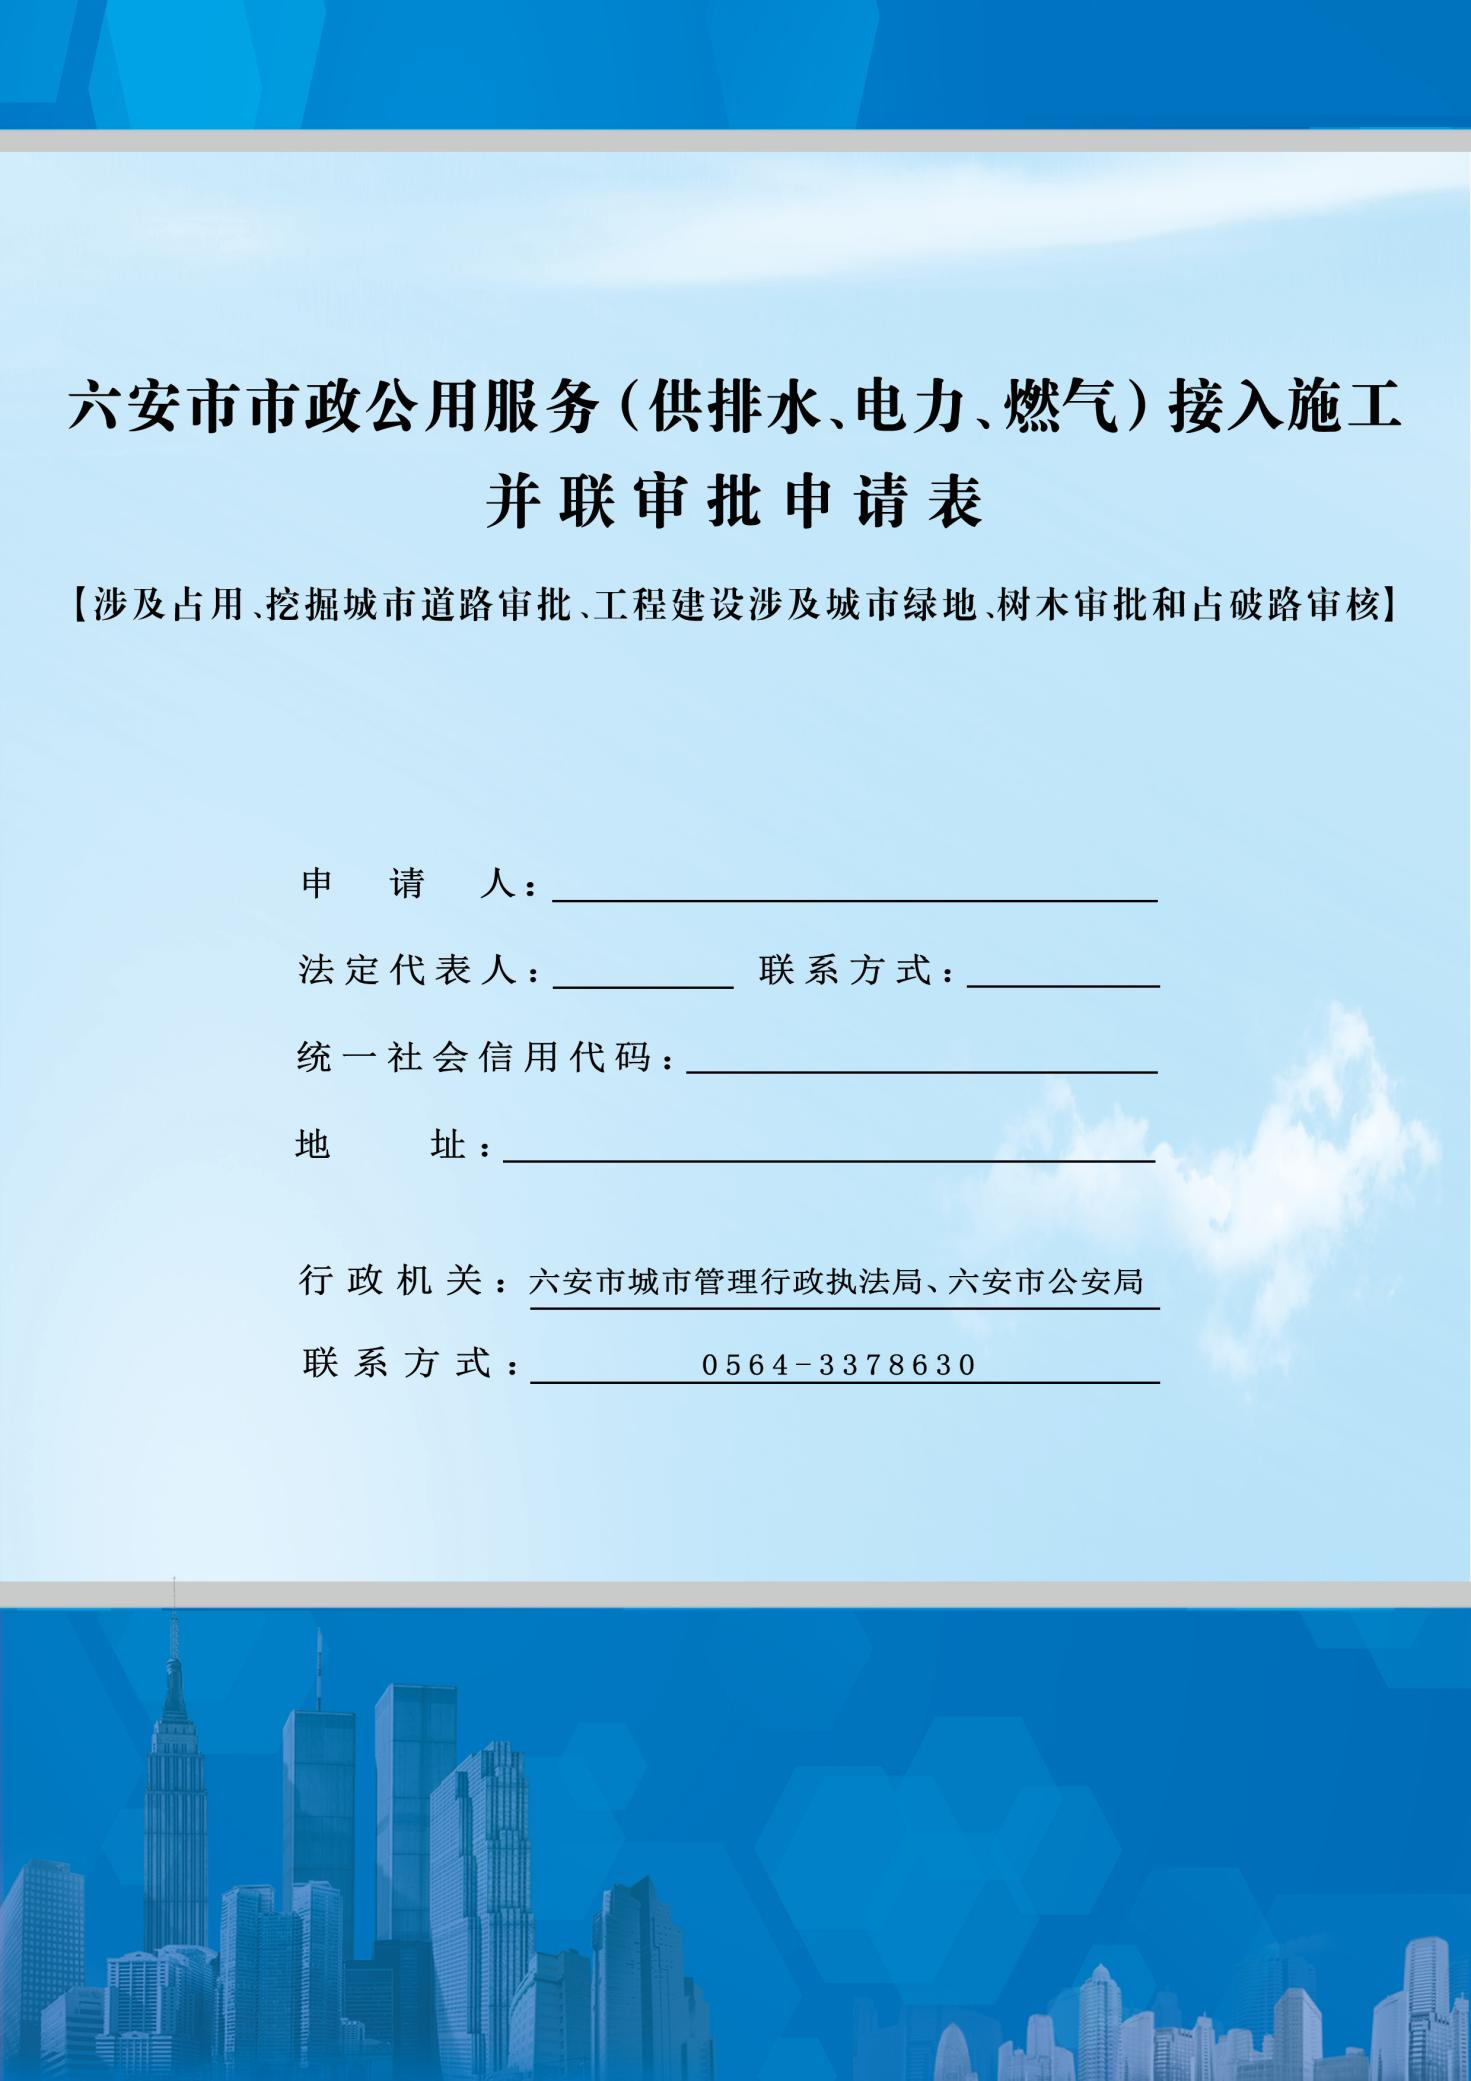 六安市市政公用服务（供排水、电力、燃气）接入施工
并联审批申请表
【涉及占用、挖掘城市道路审批、工程建设涉及城市绿地、树木审批和占破路审核】
申请人：
法定代表人： 联系方式：
统一社会信用代码：
地址：
行政机关：六安市城市管理行政执法局、六安市公安局
联系方式：0564-3378630